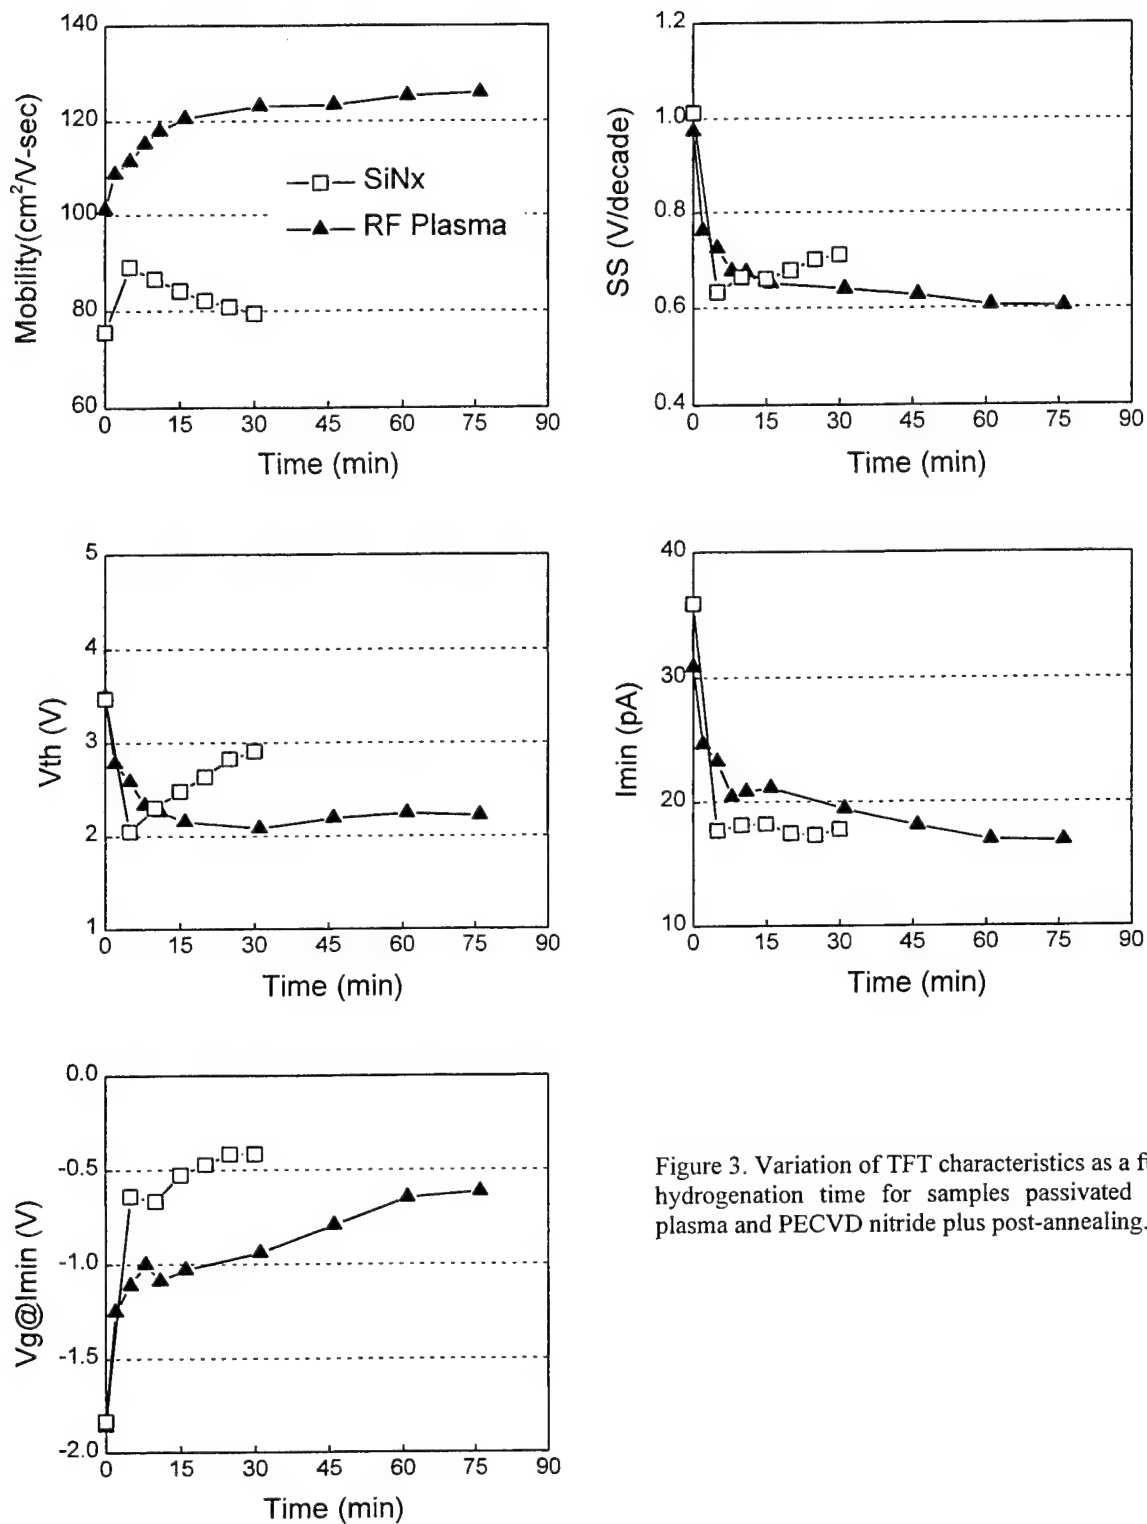 140
120
100
80
60
Mobility(cm²/V-sec)
SiNx
RF Plasma
0 15 30 45 60 75 90
Time (min)
1.2
1.0
0.8
0.6
0.4
SS (V/decade)
0 15 30 45 60 75 90
Time (min)
5
4
3
2
1
Vth (V)
0 15 30 45 60 75 90
Time (min)
40
30
20
10
Imin (pA)
0 15 30 45 60 75 90
Time (min)
0.0
-0.5
-1.0
-1.5
-2.0
Vg@Imin (V)
0 15 30 45 60 75 90
Time (min)
Figure 3. Variation of TFT characteristics as a
hydrogenation time for samples passivated
plasma and PECVD nitride plus post-annealing.